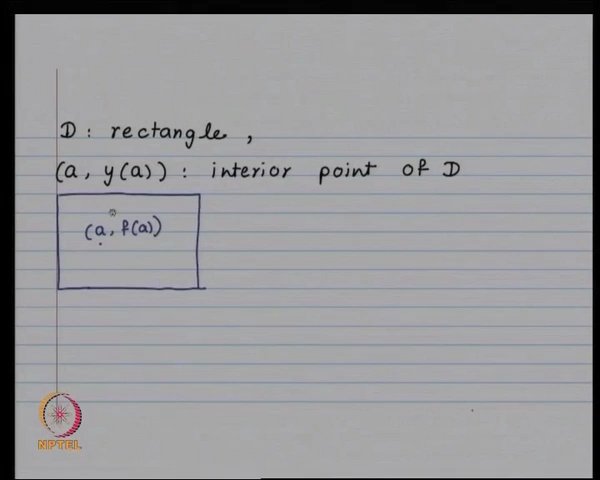 D : rectangle ,
(a, y(a)) : interior point of D
(a, f(a))
NPTEL